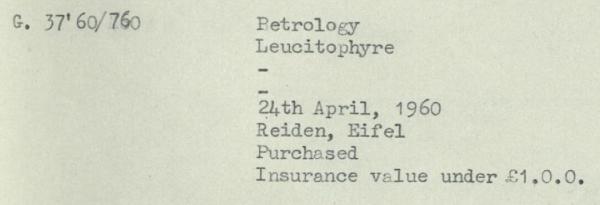 G. 37'60/760 Petrology
Leucitophyre
-
-
24th April, 1960
Reiden, Eifel
Purchased
Insurance value under £1.0.0.